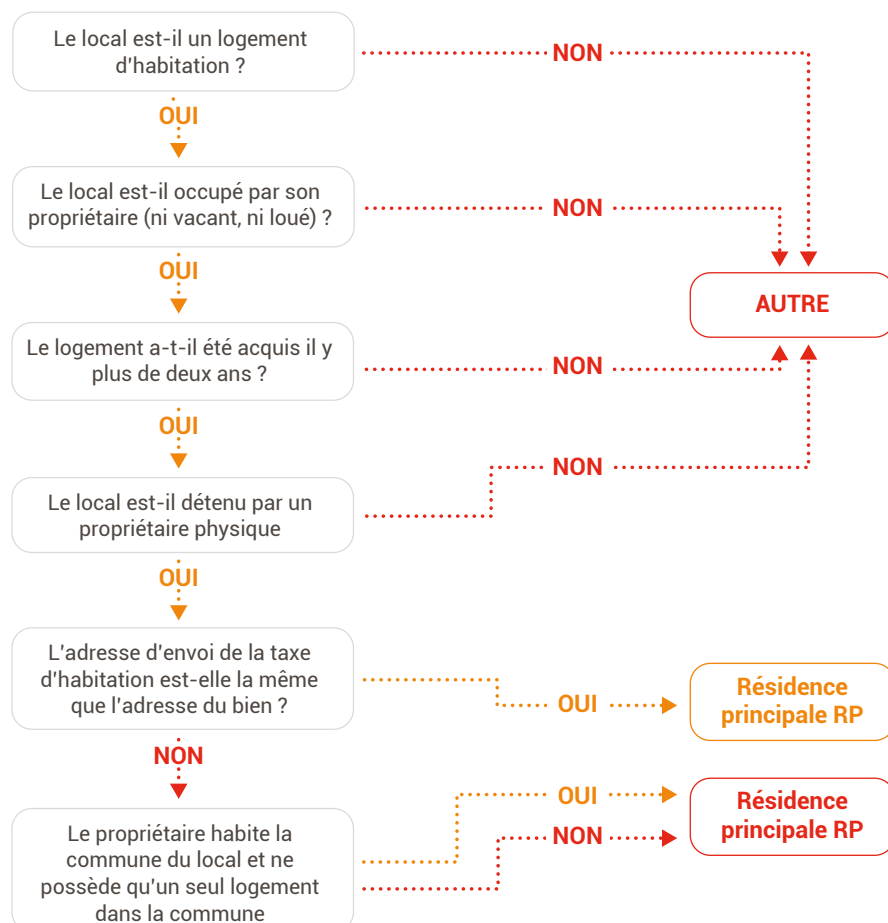 Le local est-il un logement
d'habitation ?
NON
OUI
Le local est-il occupé par son
propriétaire (ni vacant, ni loué) ?
NON
OUI
AUTRE
Le logement a-t-il été acquis il y
plus de deux ans ?
NON
OUI
NON
Le local est-il détenu par un
propriétaire physique
OUI
L'adresse d'envoi de la taxe
d'habitation est-elle la même
que l'adresse du bien ?
OUI
Résidence
principale RP
NON
OUI
NON
Résidence
principale RP
Le propriétaire habite la
commune du local et ne
possède qu'un seul logement
dans la commune